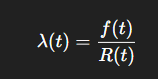 λ(t) = f(t) / R(t)